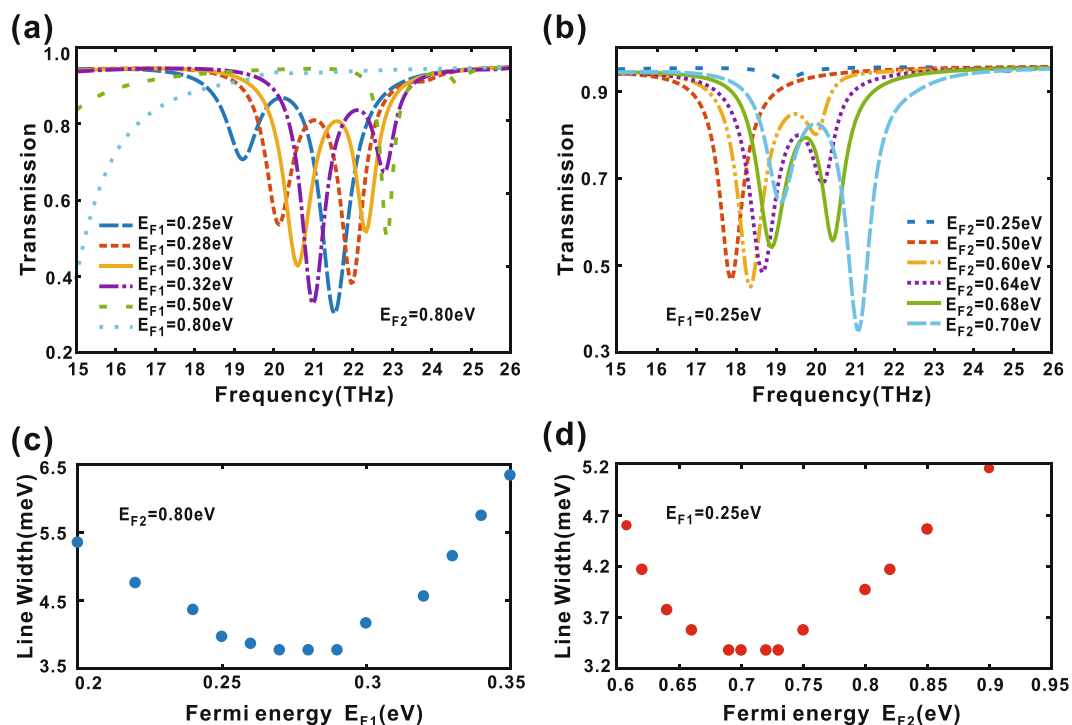 (a)
1.0
0.8
0.6
0.4
0.2
Transmission
E_F1=0.25eV
E_F1=0.28eV
E_F1=0.30eV
E_F1=0.32eV
E_F1=0.50eV
E_F1=0.80eV
E_F2=0.80eV
15 16 17 18 19 20 21 22 23 24 25 26
Frequency(THz)
(b)
0.9
0.7
0.5
0.3
Transmission
E_F2=0.25eV
E_F2=0.50eV
E_F2=0.60eV
E_F2=0.64eV
E_F2=0.68eV
E_F2=0.70eV
E_F1=0.25eV
15 16 17 18 19 20 21 22 23 24 25 26
Frequency(THz)
(c)
6.5
5.5
4.5
3.5
Line Width(meV)
E_F2=0.80eV
0.2 0.25 0.3 0.35
Fermi energy E_F1(eV)
(d)
5.2
4.7
4.2
3.7
3.2
Line Width(meV)
E_F1=0.25eV
0.6 0.65 0.7 0.75 0.8 0.85 0.9 0.95
Fermi energy E_F2(eV)